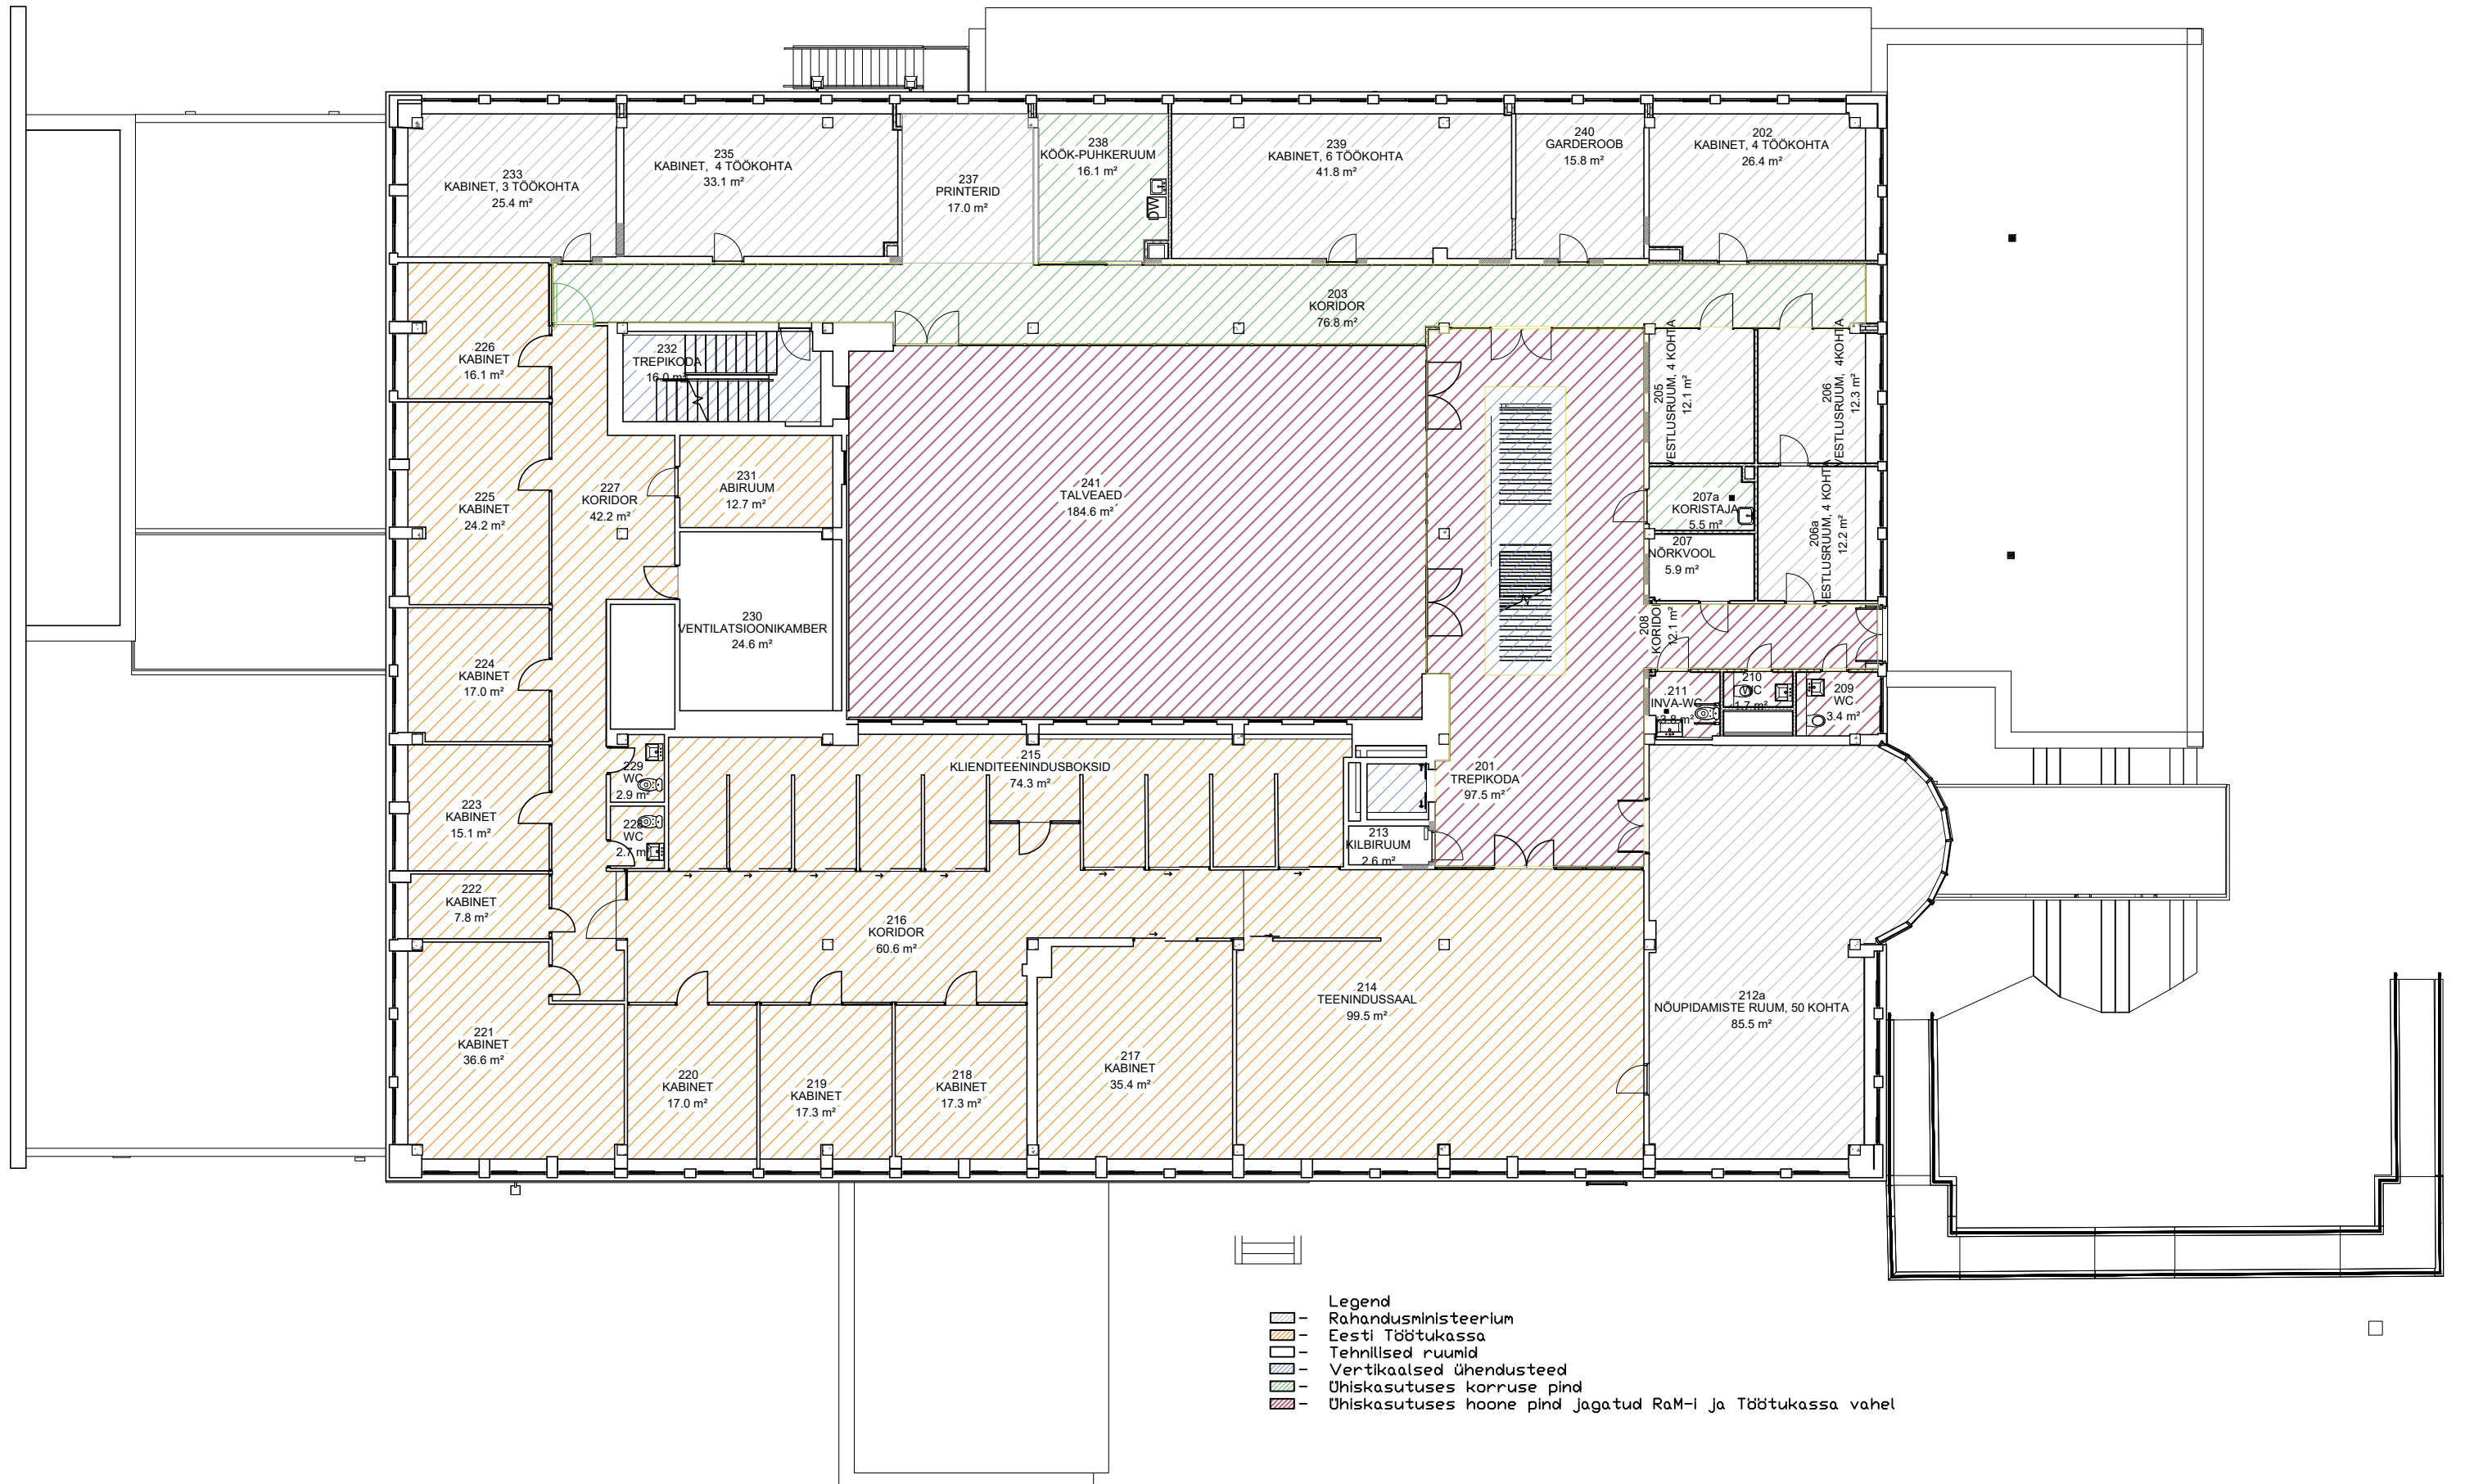 233
KABINET, 3 TÖÖKOHTA
25.4 m²
235
KABINET, 4 TÖÖKOHTA
33.1 m²
237
PRINTERID
17.0 m²
238
KÖÖK-PUHKERUUM
16.1 m²
DW
239
KABINET, 6 TÖÖKOHTA
41.8 m²
240
GARDEROOB
15.8 m²
202
KABINET, 4 TÖÖKOHTA
26.4 m²
203
KORIDOR
76.8 m²
226
KABINET
16.1 m²
232
TREPIKODA
16.0 m²
205
VESTLUSRUUM, 4 KOHTA
12.1 m²
206
VESTLUSRUUM, 4KOHTA
12.3 m²
225
KABINET
24.2 m²
227
KORIDOR
42.2 m²
231
ABIRUUM
12.7 m²
241
TALVEAED
184.6 m²
207a
KORISTAJA
5.5 m²
206a
VESTLUSRUUM, 4 KOHTA
12.2 m²
207
NÕRKVOOL
5.9 m²
230
VENTILATSIOONIKAMBER
24.6 m²
208
KORIDOR
12.1 m²
224
KABINET
17.0 m²
211
INVA-WC
3.8 m²
210
WC
1.7 m²
209
WC
3.4 m²
229
WC
2.9 m²
215
KLIENDITEENINDUSBOKSID
74.3 m²
201
TREPIKODA
97.5 m²
223
KABINET
15.1 m²
228
WC
2.7 m²
213
KILBIRUUM
2.6 m²
222
KABINET
7.8 m²
216
KORIDOR
60.6 m²
214
TEENINDUSSAAL
99.5 m²
212a
NÕUPIDAMISTE RUUM, 50 KOHTA
85.5 m²
221
KABINET
36.6 m²
220
KABINET
17.0 m²
219
KABINET
17.3 m²
218
KABINET
17.3 m²
217
KABINET
35.4 m²
Legend
- Rahandusministeerium
- Eesti Töötukassa
- Tehnilised ruumid
- Vertikaalsed ühendusteed
- Ühiskasutuses korruse pind
- Ühiskasutuses hoone pind jagatud RaM-i ja Töötukassa vahel